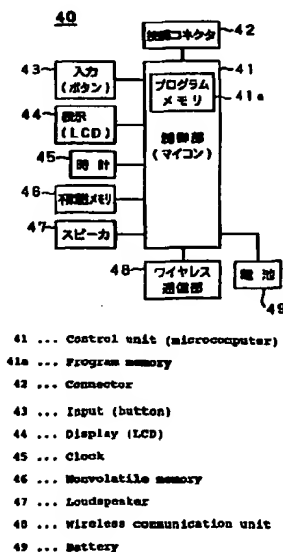 40
接続コネクタ 42
43 入力
(ボタン)
44 表示
(LCD)
45 時計
46 不揮発メモリ
47 スピーカ
41
プログラム
メモリ 41a
制御部
(マイコン)
48 ワイヤレス
通信部
電池 49
41 ... Control unit (microcomputer)
41a ... Program memory
42 ... Connector
43 ... Input (button)
44 ... Display (LCD)
45 ... Clock
46 ... Nonvolatile memory
47 ... Loudspeaker
48 ... Wireless communication unit
49 ... Battery